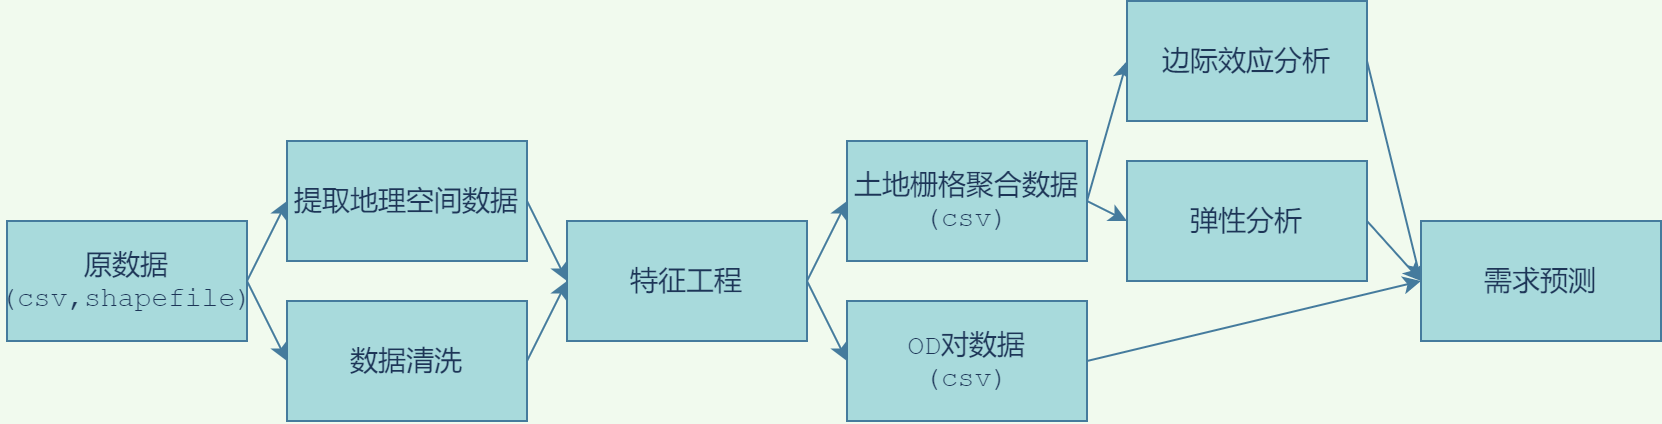 原数据
(csv,shapefile)
提取地理空间数据
数据清洗
特征工程
土地栅格聚合数据
(csv)
OD对数据
(csv)
边际效应分析
弹性分析
需求预测